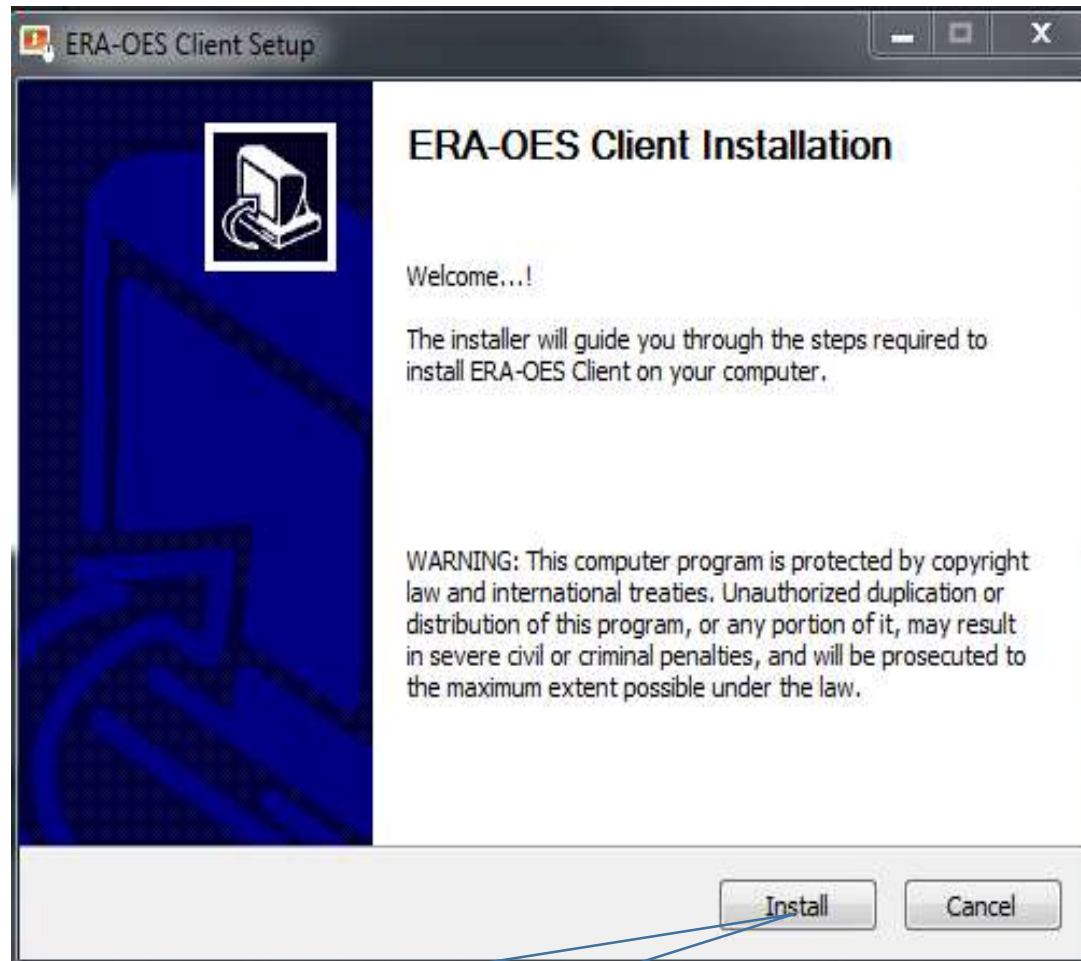 ERA-OES Client Setup
ERA-OES Client Installation
Welcome...!
The installer will guide you through the steps required to
install ERA-OES Client on your computer.
WARNING: This computer program is protected by copyright
law and international treaties. Unauthorized duplication or
distribution of this program, or any portion of it, may result
in severe civil or criminal penalties, and will be prosecuted to
the maximum extent possible under the law.
Install Cancel